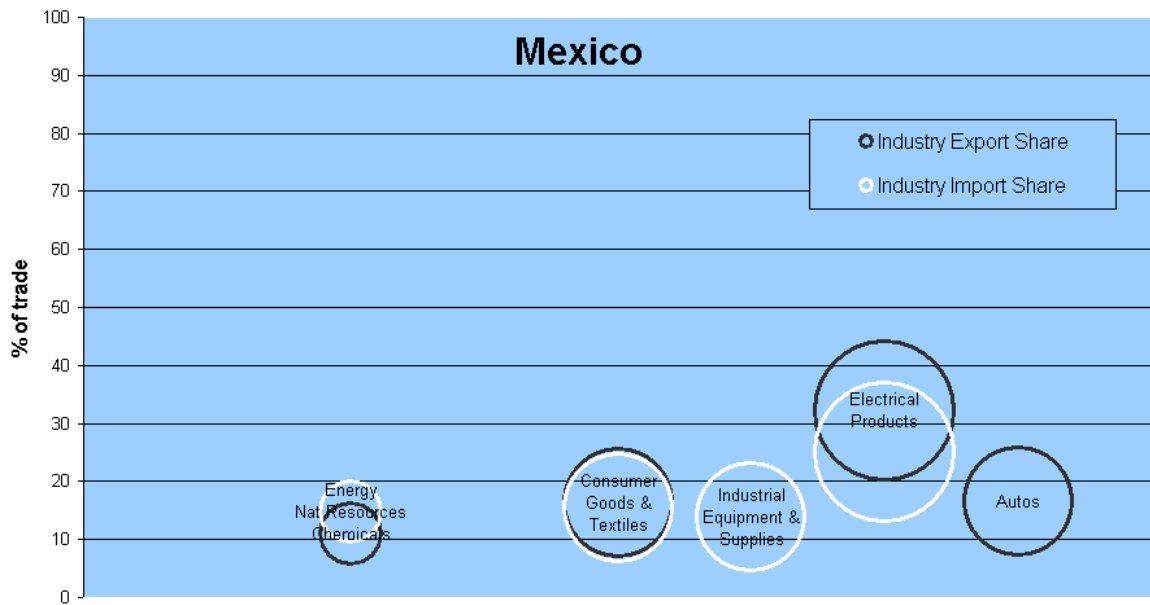 Mexico
100
90
80
70
60
50
40
30
20
10
0
% of trade
Industry Export Share
Industry Import Share
Energy
Nat Resources
Chemicals
Consumer
Goods &
Textiles
Industrial
Equipment &
Supplies
Electrical
Products
Autos